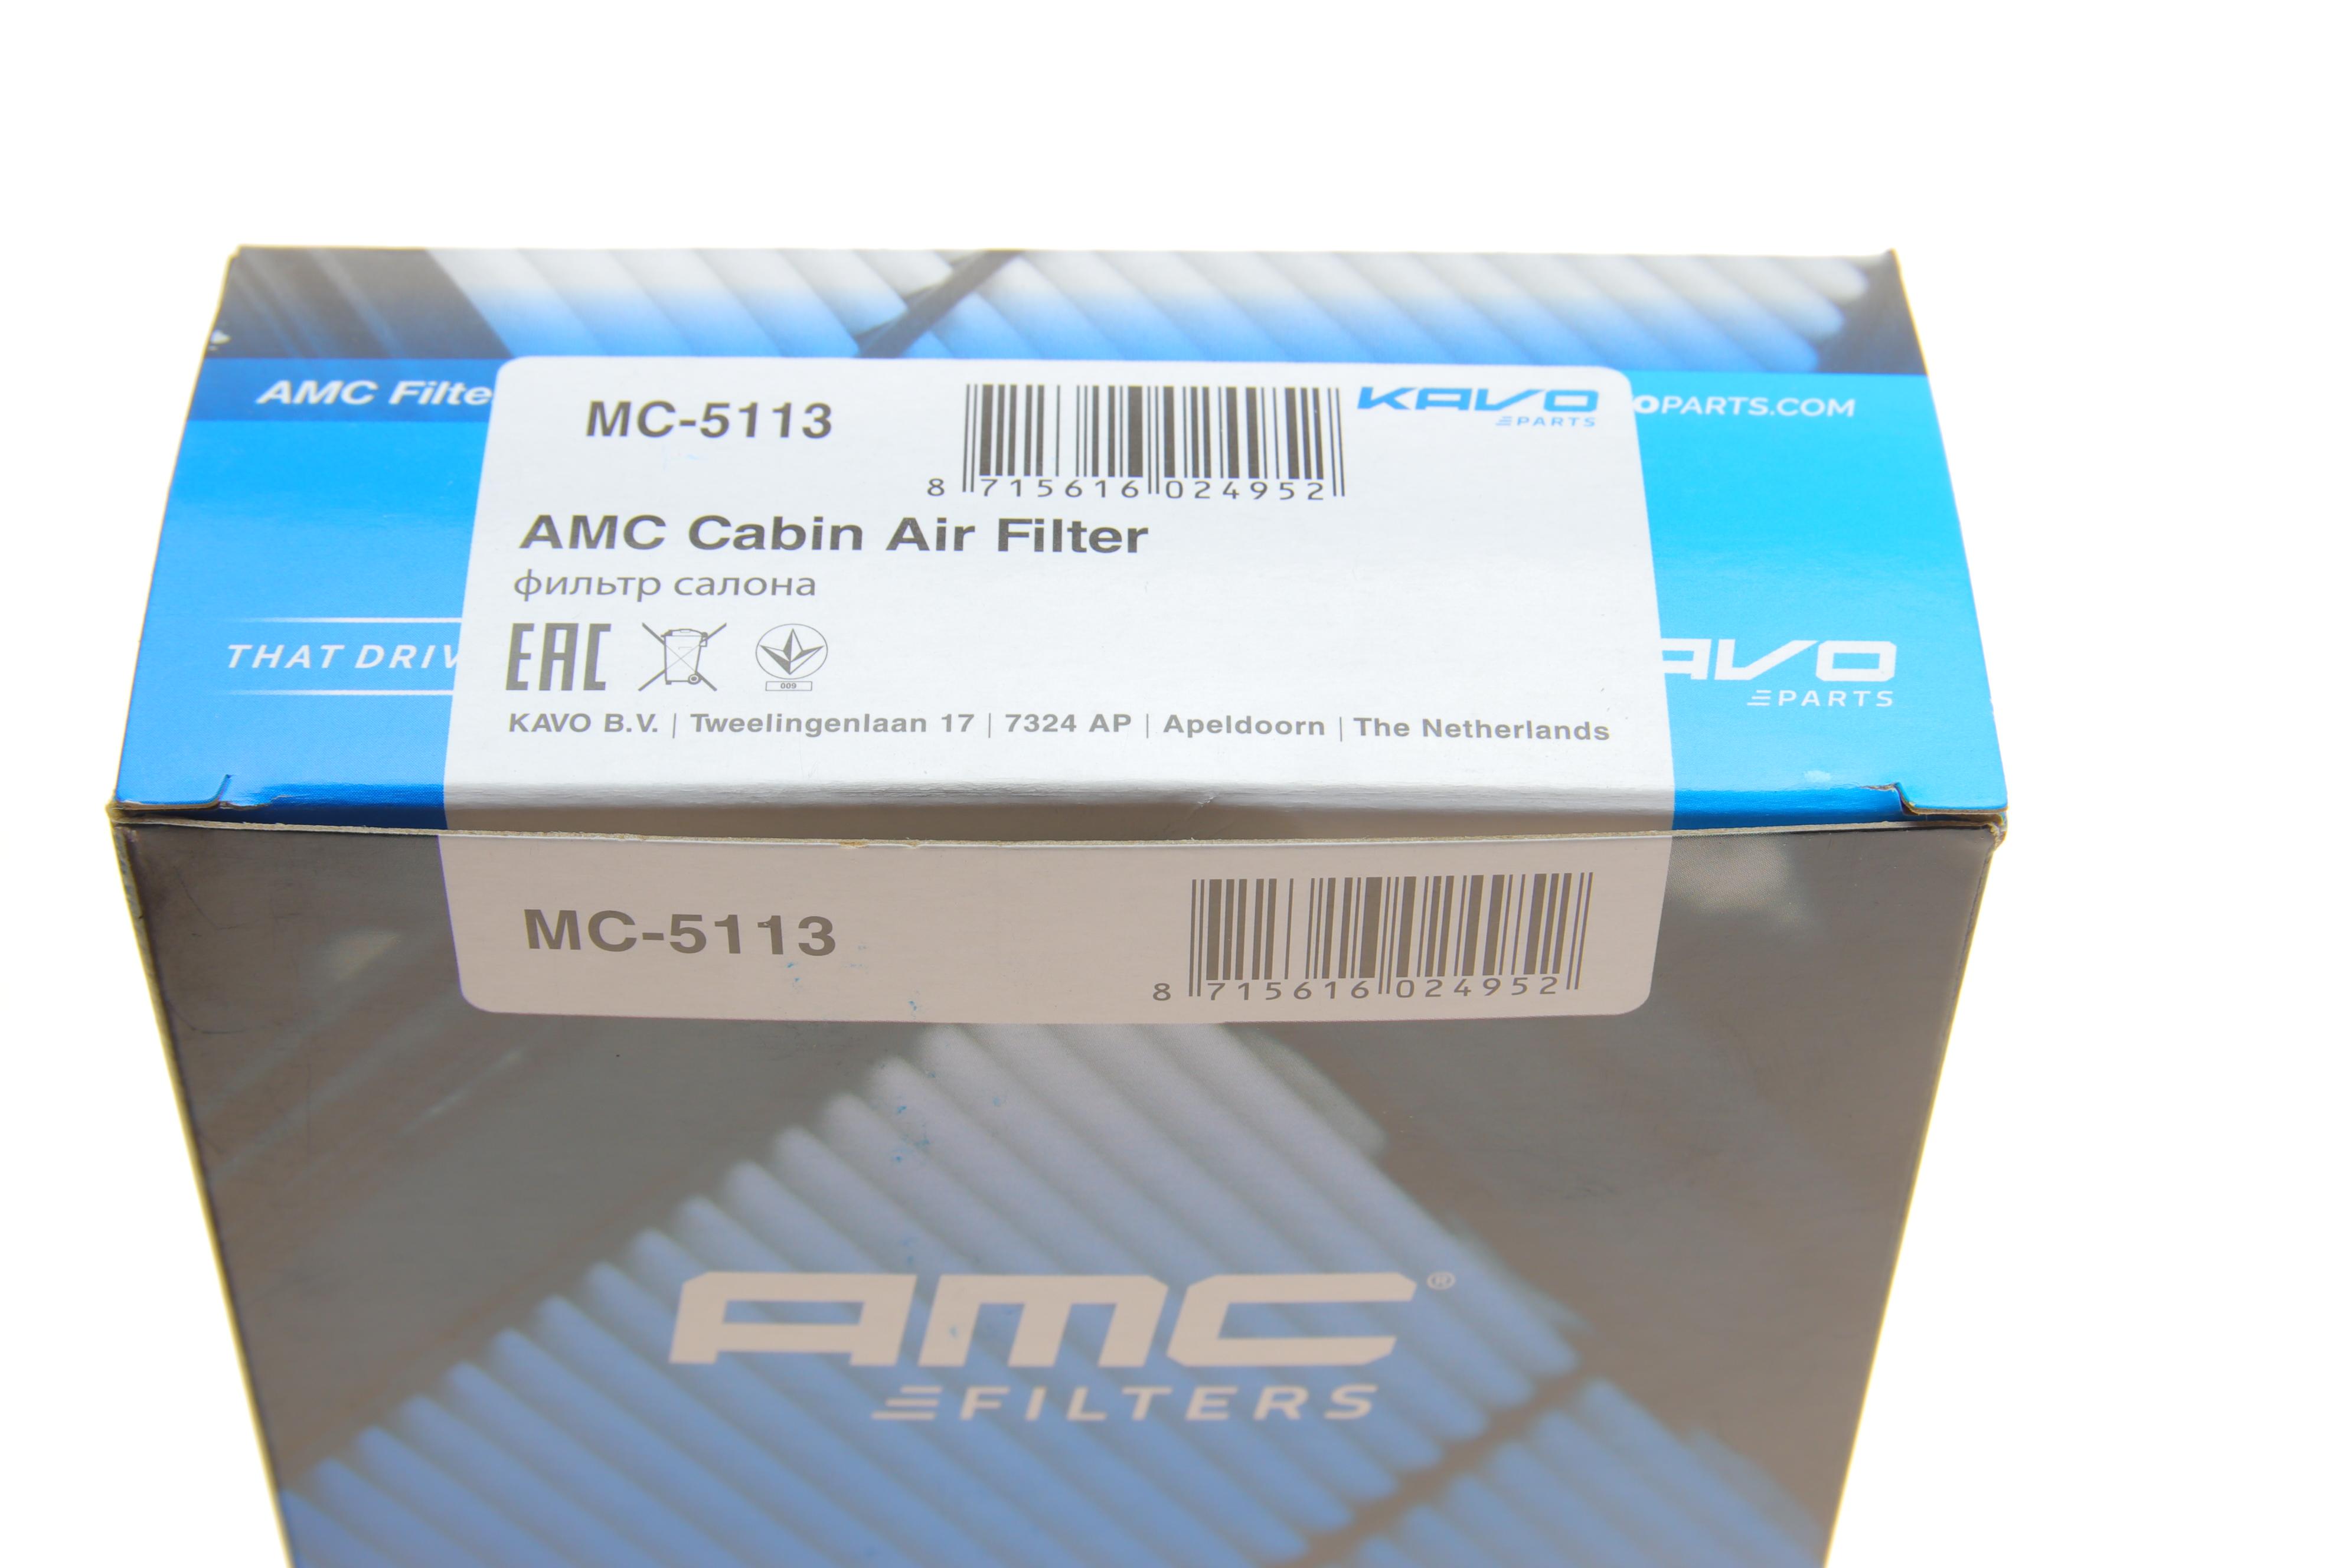 AMC Filte
MC-5113
KAVO
PARTS
OPARTS.COM
8 715616 024952
AMC Cabin Air Filter
фильтр салона
EAC
009
THAT DRIV
AVO
PARTS
KAVO B.V. | Tweelingenlaan 17 | 7324 AP | Apeldoorn | The Netherlands
MC-5113
8 715616 024952
AMC®
FILTERS